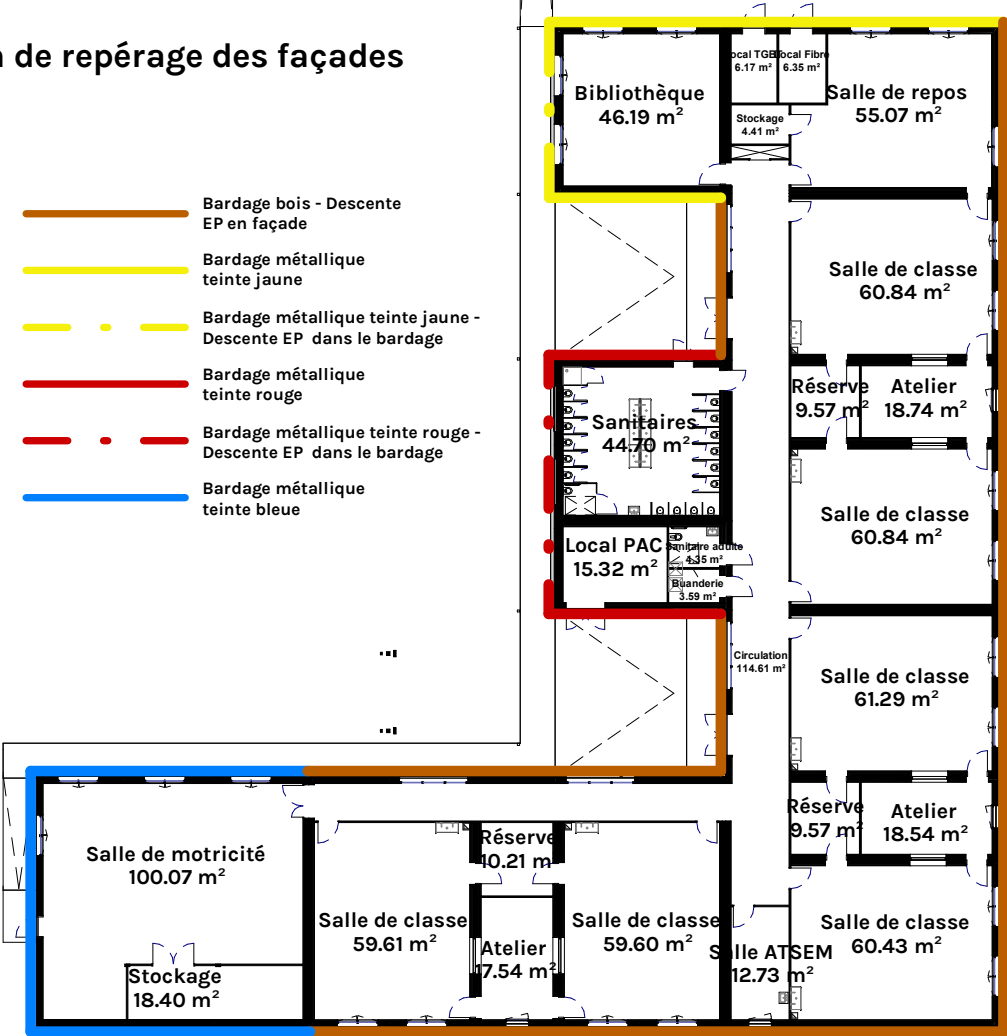 de repérage des façades
Bardage bois - Descente
EP en façade
Bardage métallique
teinte jaune
Bardage métallique teinte jaune -
Descente EP dans le bardage
Bardage métallique
teinte rouge
Bardage métallique teinte rouge -
Descente EP dans le bardage
Bardage métallique
teinte bleue
Bibliothèque
46.19 m²
ocal TGB
6.17 m²
Local Fibre
6.35 m²
Stockage
4.41 m²
Salle de repos
55.07 m²
Salle de classe
60.84 m²
Réserve
9.57 m²
Atelier
18.74 m²
Sanitaires
44.70 m²
Salle de classe
60.84 m²
Local PAC
15.32 m²
Sanitaire adulte
4.35 m²
Buanderie
3.59 m²
Circulation
114.61 m²
Salle de classe
61.29 m²
Réserve
9.57 m²
Atelier
18.54 m²
Salle de motricité
100.07 m²
Réserve
10.21 m
Salle de classe
59.61 m²
Atelier
17.54 m²
Salle de classe
59.60 m²
Salle ATSEM
12.73 m²
Salle de classe
60.43 m²
Stockage
18.40 m²